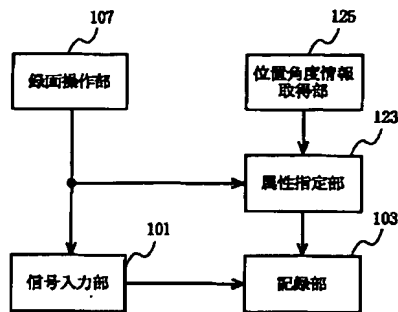 107
録画操作部
125
位置角度情報
取得部
123
属性指定部
101
信号入力部
103
記録部